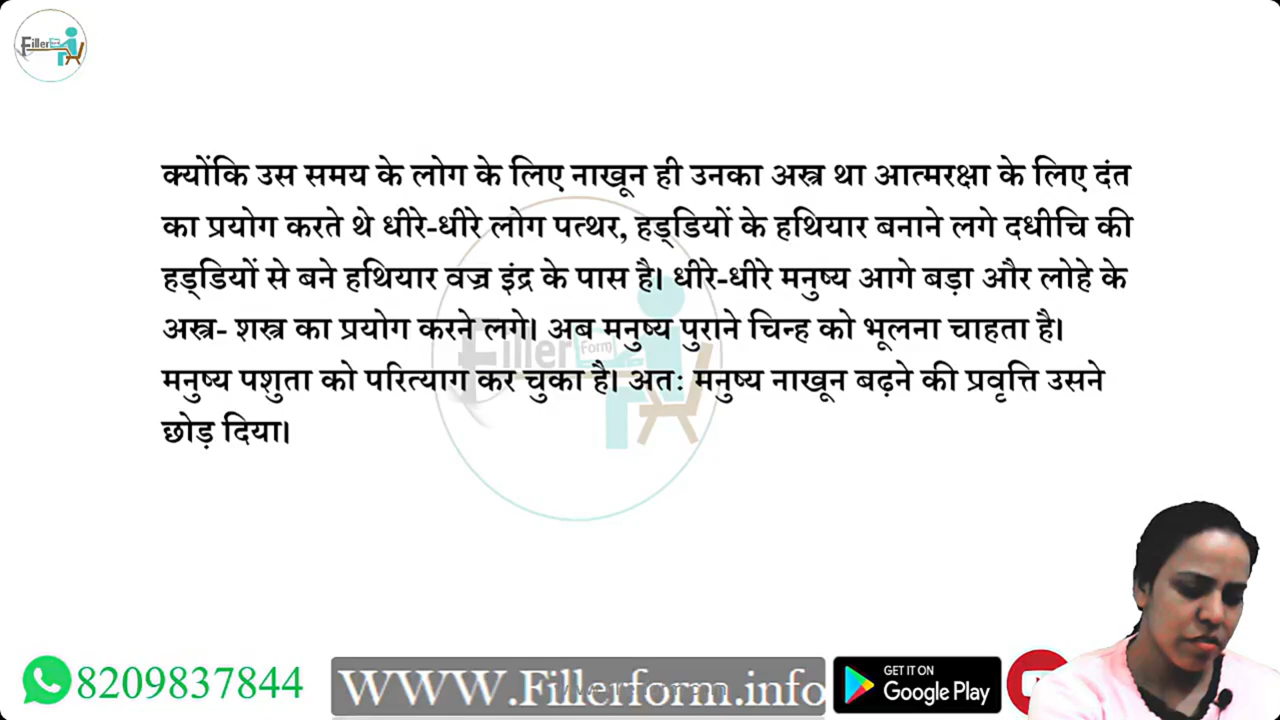 Filler
क्योंकि उस समय के लोग के लिए नाखून ही उनका अस्त्र था आत्मरक्षा के लिए दंत
का प्रयोग करते थे धीरे-धीरे लोग पत्थर, हड्डियों के हथियार बनाने लगे दधीचि की
हड्डियों से बने हथियार वज्र इंद्र के पास है। धीरे-धीरे मनुष्य आगे बड़ा और लोहे के
अस्त्र- शस्त्र का प्रयोग करने लगे। अब मनुष्य पुराने चिन्ह को भूलना चाहता है।
Filler Form
मनुष्य पशुता को परित्याग कर चुका है। अतः मनुष्य नाखून बढ़ने की प्रवृत्ति उसने
छोड़ दिया।
8209837844
WWW.Fillerform.info
GET IT ON
Google Play